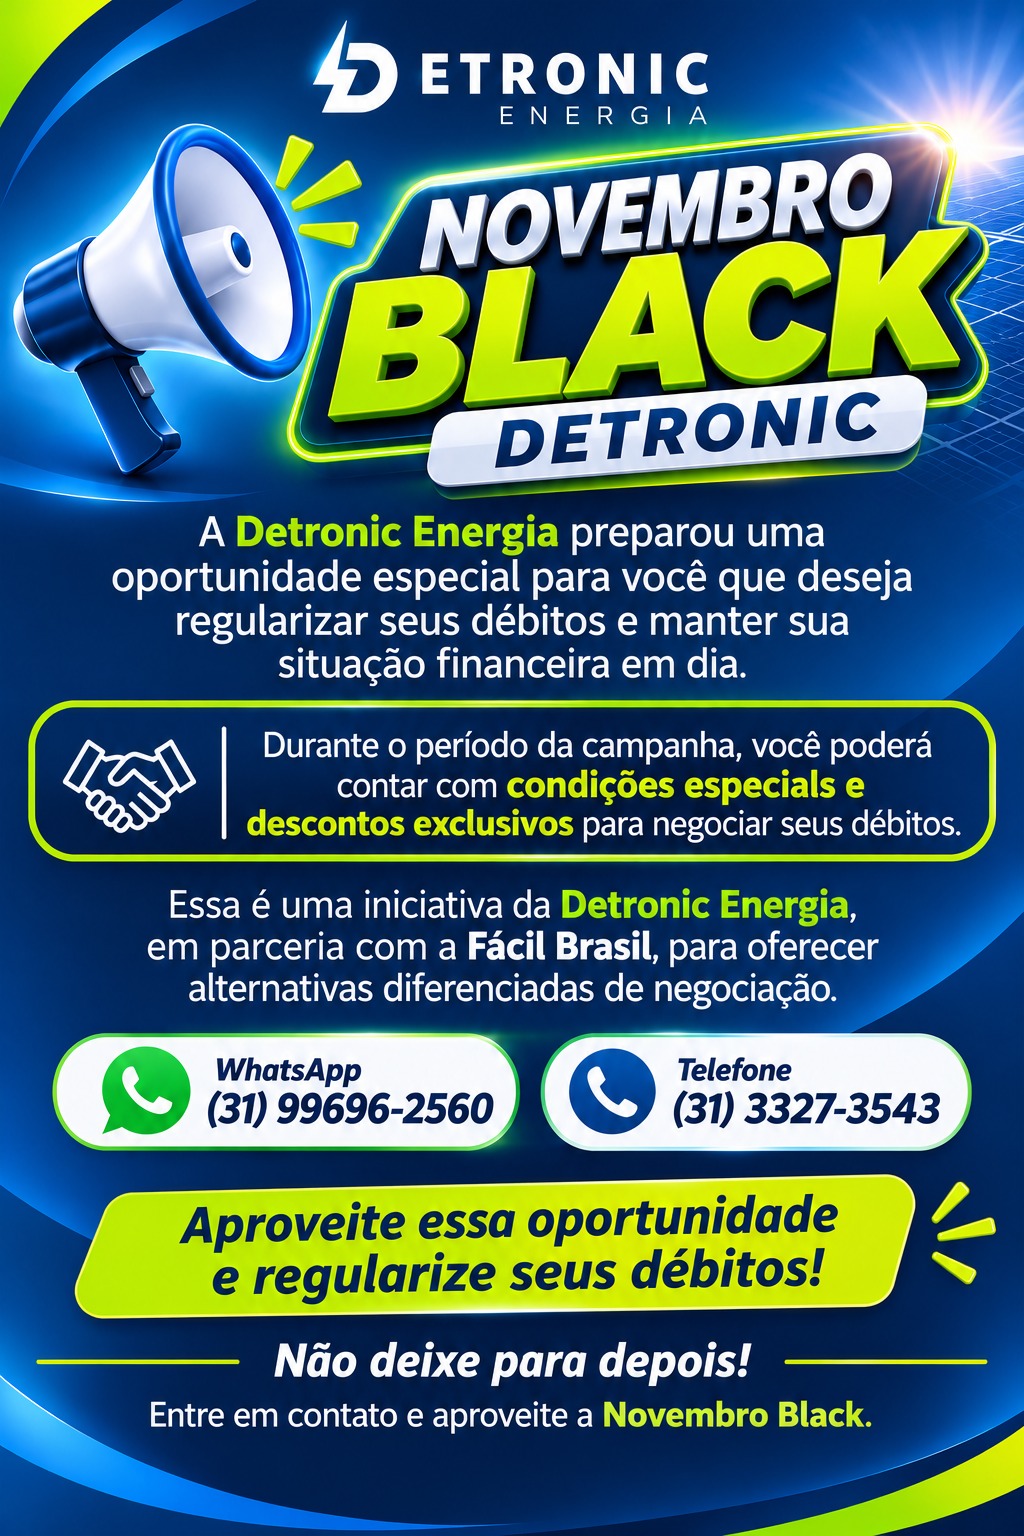 DETRONIC
ENERGIA
NOVEMBRO
BLACK
DETRONIC
A Detronic Energia preparou uma
oportunidade especial para você que deseja
regularizar seus débitos e manter sua
situação financeira em dia.
Durante o período da campanha, você poderá
contar com condições especials e
descontos exclusivos para negociar seus débitos.
Essa é uma iniciativa da Detronic Energia,
em parceria com a Fácil Brasil, para oferecer
alternativas diferenciadas de negociação.
WhatsApp
(31) 99696-2560
Telefone
(31) 3327-3543
Aproveite essa oportunidade
e regularize seus débitos!
Não deixe para depois!
Entre em contato e aproveite a Novembro Black.